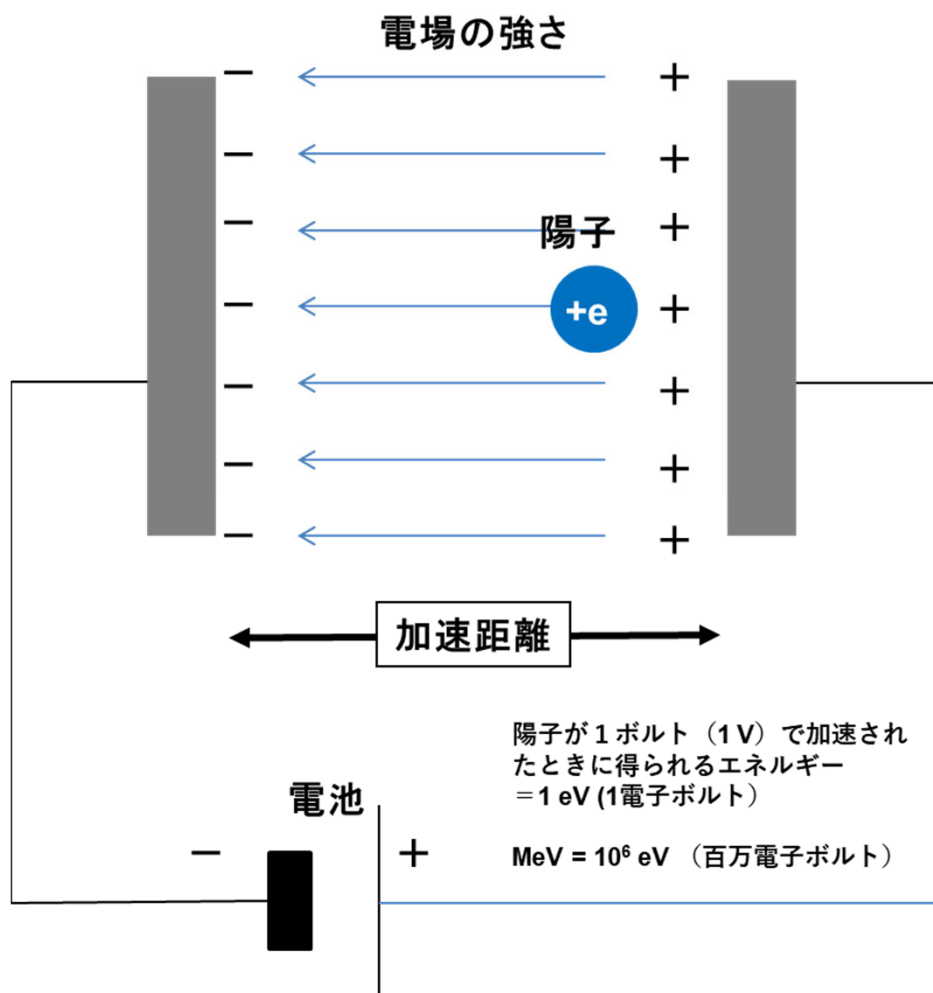 電場の強さ
− +
− +
− +
陽子
− +e +
− +
− +
− +
加速距離
陽子が１ボルト（1 V）で加速され
たときに得られるエネルギー
＝1 eV (1電子ボルト）
電池
− +
MeV = 10⁶ eV （百万電子ボルト）